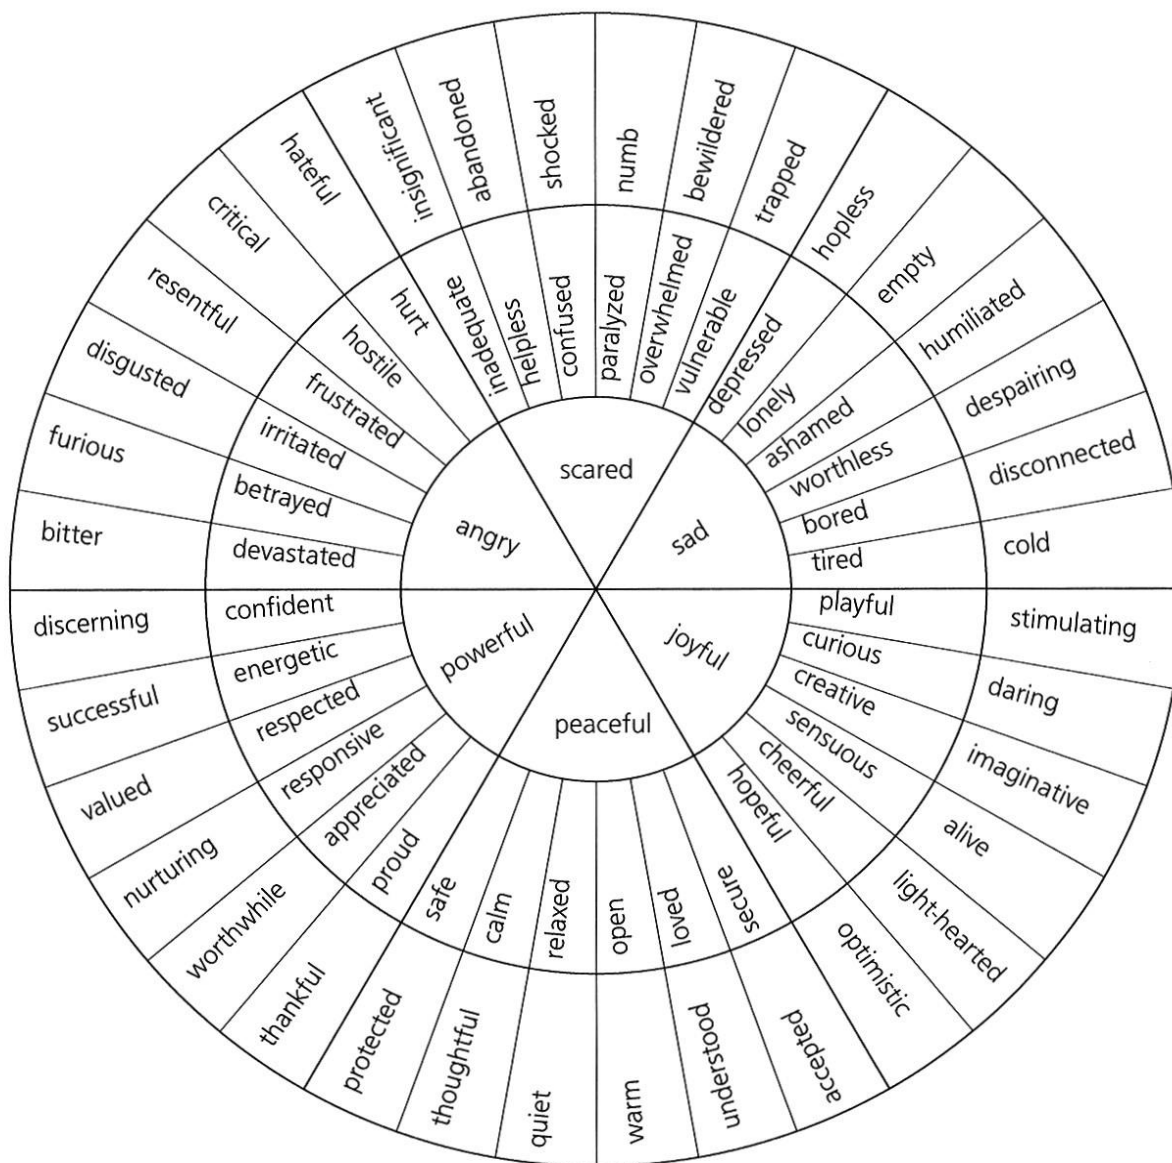 scared
sad
joyful
peaceful
powerful
angry
inadequate
helpless
confused
paralyzed
overwhelmed
vulnerable
depressed
lonely
ashamed
worthless
bored
tired
playful
curious
creative
sensuous
cheerful
hopeful
secure
loved
open
relaxed
calm
safe
proud
appreciated
responsive
respected
energetic
confident
devastated
betrayed
irritated
frustrated
hostile
hurt
insignificant
abandoned
shocked
numb
bewildered
trapped
hopless
empty
humiliated
despairing
disconnected
cold
stimulating
daring
imaginative
alive
light-hearted
optimistic
accepted
understood
warm
quiet
thoughtful
protected
thankful
worthwhile
nurturing
valued
successful
discerning
bitter
furious
disgusted
resentful
critical
hateful